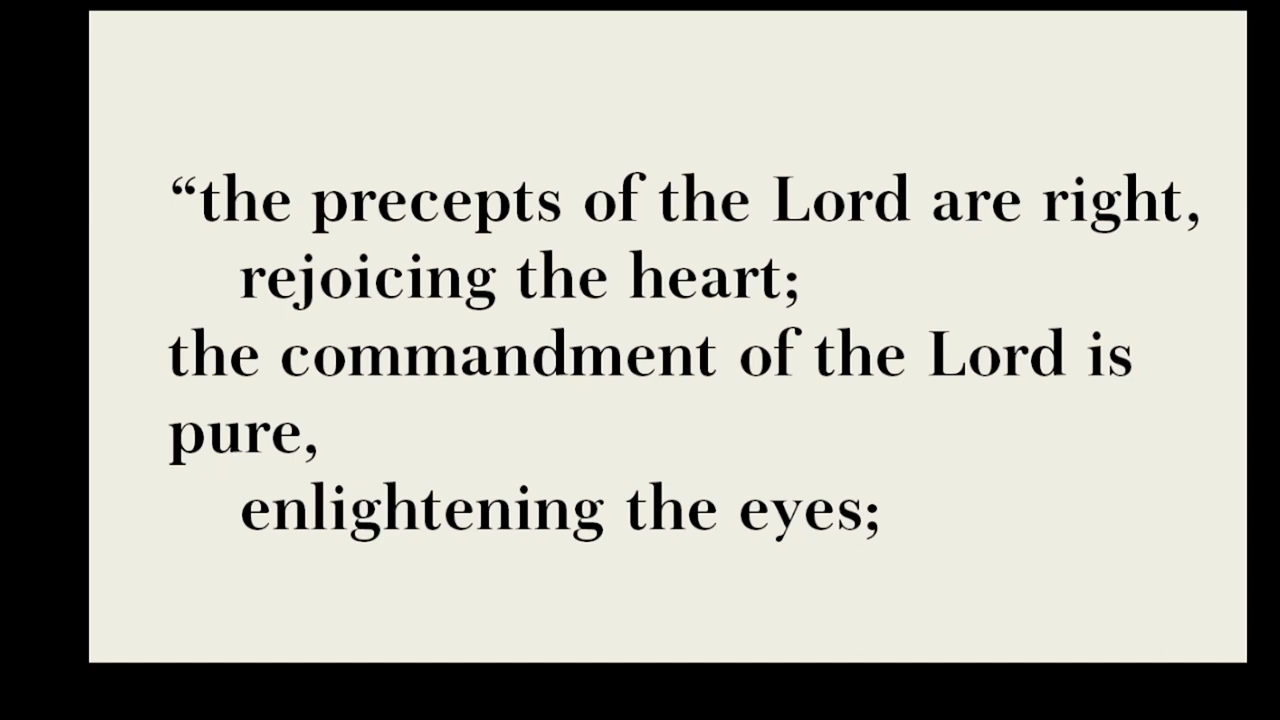 “the precepts of the Lord are right,
rejoicing the heart;
the commandment of the Lord is
pure,
enlightening the eyes;